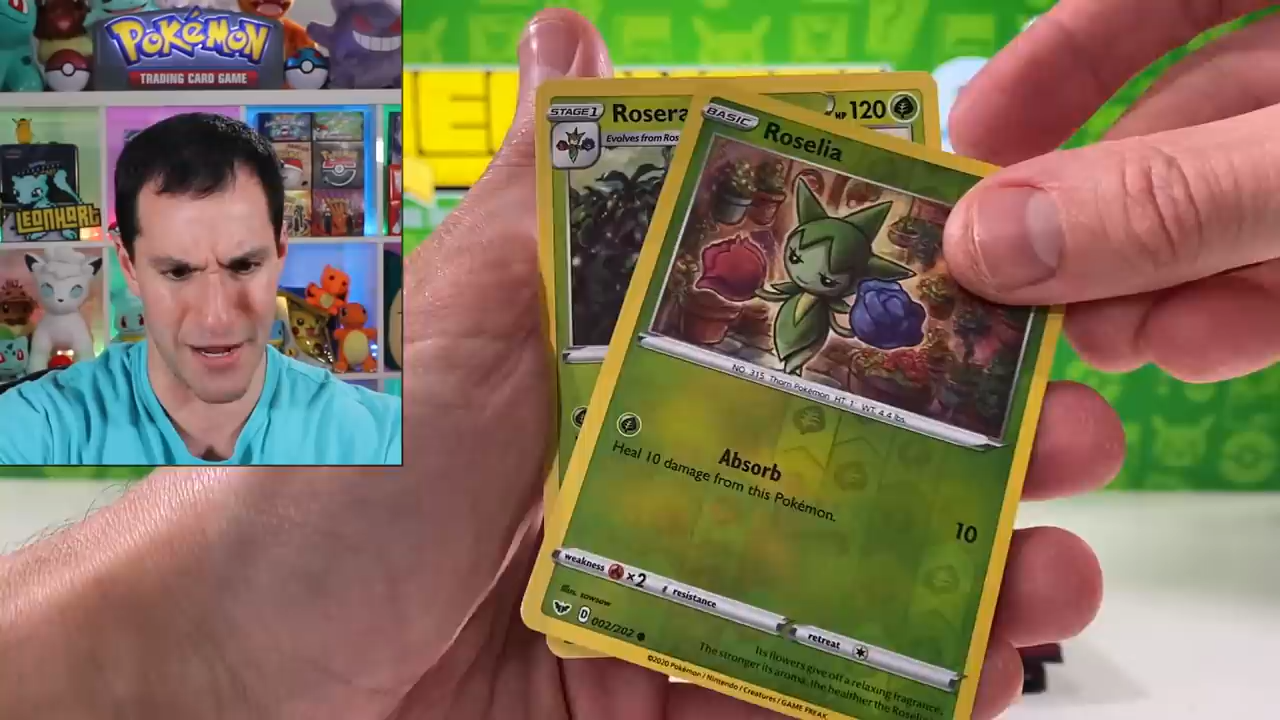 POKÉMON
TRADING CARD GAME
LEONHART
STAGE 1
Rosera
HP 120
Evolves from Ros
BASIC
Roselia
NO. 315 Thorn Pokémon HT: 1' WT: 4.4 lbs.
Absorb
10
Heal 10 damage from this Pokémon.
weakness ×2
resistance
retreat
Illus. sowsow
D 002/202
Its flowers give off a relaxing fragrance.
The stronger its aroma, the healthier the Roselia
©2020 Pokémon / Nintendo / Creatures / GAME FREAK